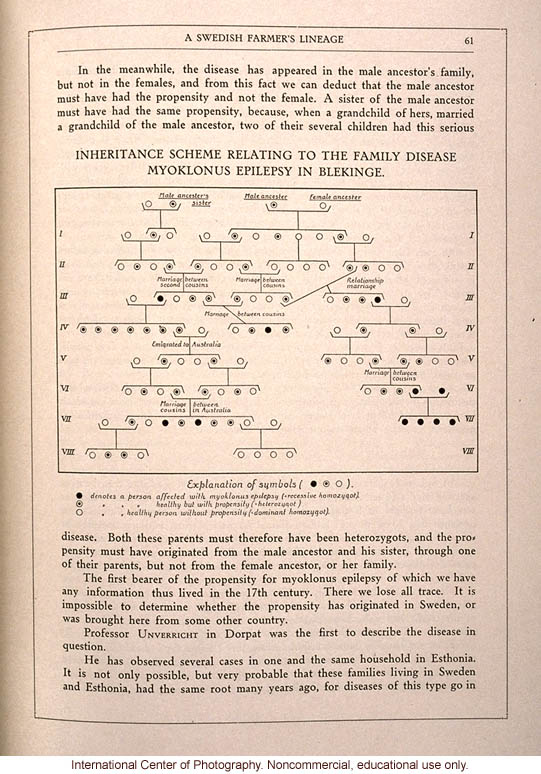 A SWEDISH FARMER'S LINEAGE 61
In the meanwhile, the disease has appeared in the male ancestor's family,
but not in the females, and from this fact we can deduct that the male ancestor
must have had the propensity and not the female. A sister of the male ancestor
must have had the same propensity, because, when a grandchild of hers, married
a grandchild of the male ancestor, two of their several children had this serious
INHERITANCE SCHEME RELATING TO THE FAMILY DISEASE
MYOKLONUS EPILEPSY IN BLEKINGE.
Male ancester's sister Male ancester Female ancester
I I
II II
Marriage between second cousins Marriage between cousins Relationship marriage
III III
Marriage between cousins
IV IV
Emigrated to Australia
V V
Marriage between cousins
VI VI
Marriage between cousins in Australia
VII VII
VIII VIII
Explanation of symbols ( ● ◉ ○ ).
● denotes a person affected with myoklonus epilepsy (=recessive homozygot).
◉ " " " healthy but with propensity (=heterozygot)
○ " " healthy person without propensity (=dominant homozygot).
disease. Both these parents must therefore have been heterozygots, and the pro-
pensity must have originated from the male ancestor and his sister, through one
of their parents, but not from the female ancestor, or her family.
The first bearer of the propensity for myoklonus epilepsy of which we have
any information thus lived in the 17th century. There we lose all trace. It is
impossible to determine whether the propensity has originated in Sweden, or
was brought here from some other country.
Professor UNVERRICHT in Dorpat was the first to describe the disease in
question.
He has observed several cases in one and the same household in Esthonia.
It is not only possible, but very probable that these families living in Sweden
and Esthonia, had the same root many years ago, for diseases of this type go in
International Center of Photography. Noncommercial, educational use only.